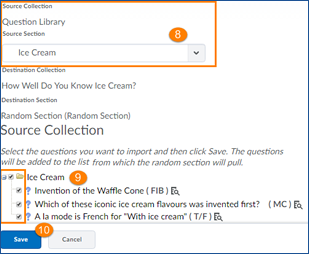 Source Collection
Question Library
Source Section
8
Ice Cream
Destination Collection
How Well Do You Know Ice Cream?
Destination Section
Random Section (Random Section)
Source Collection
Select the questions you want to import and then click Save. The questions
will be added to the list from which the random section will pull.
Ice Cream 9
Invention of the Waffle Cone ( FIB )
Which of these iconic ice cream flavours was invented first? ( MC )
A la mode is French for "With ice cream" ( T/F )
10
Save Cancel